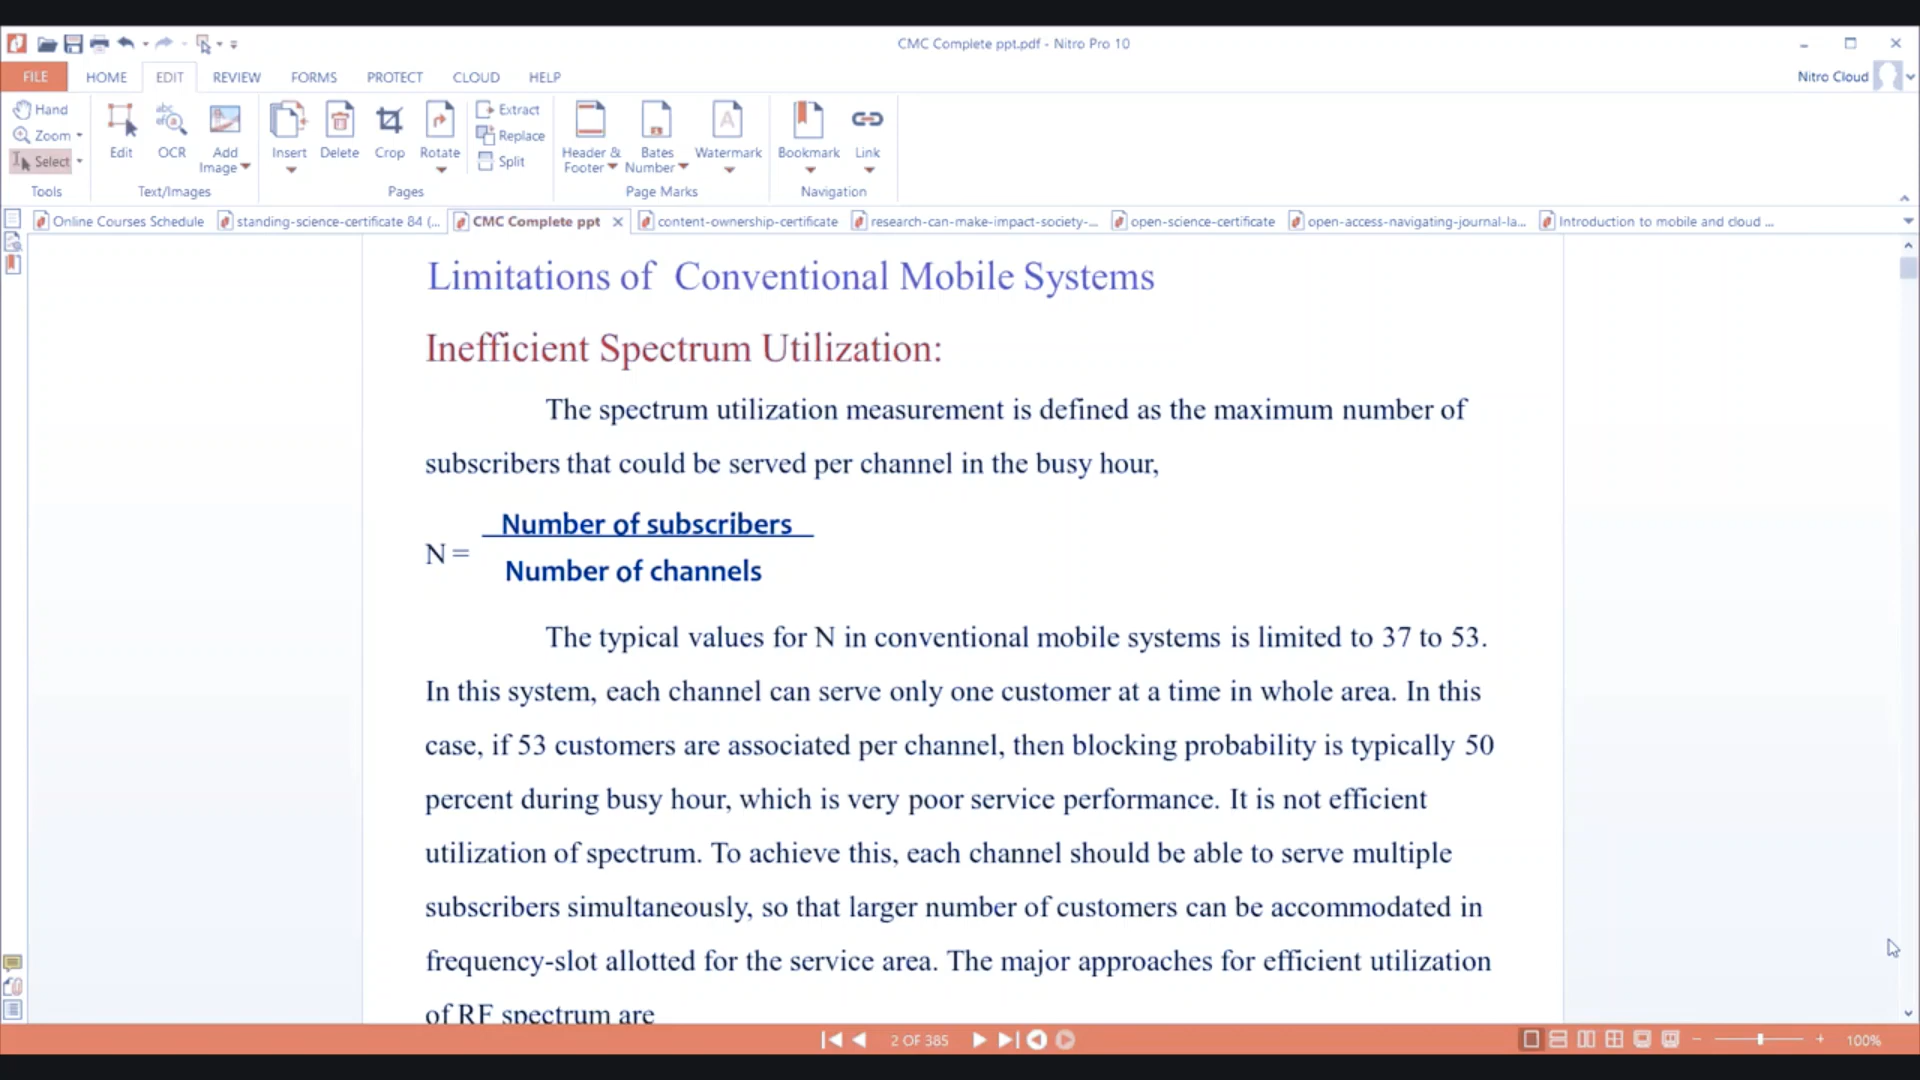 CMC Complete ppt.pdf - Nitro Pro 10
FILE HOME EDIT REVIEW FORMS PROTECT CLOUD HELP
Nitro Cloud
Hand
Zoom
Select
Tools
Edit OCR Add Image
Text/Images
Insert Delete Crop Rotate
Extract
Replace
Split
Pages
Header & Footer Bates Number Watermark
Page Marks
Bookmark Link
Navigation
Online Courses Schedule standing-science-certificate 84 (... CMC Complete ppt content-ownership-certificate research-can-make-impact-society-... open-science-certificate open-access-navigating-journal-la... Introduction to mobile and cloud ...
Limitations of Conventional Mobile Systems
Inefficient Spectrum Utilization:
The spectrum utilization measurement is defined as the maximum number of
subscribers that could be served per channel in the busy hour,
Number of subscribers
N =
Number of channels
The typical values for N in conventional mobile systems is limited to 37 to 53.
In this system, each channel can serve only one customer at a time in whole area. In this
case, if 53 customers are associated per channel, then blocking probability is typically 50
percent during busy hour, which is very poor service performance. It is not efficient
utilization of spectrum. To achieve this, each channel should be able to serve multiple
subscribers simultaneously, so that larger number of customers can be accommodated in
frequency-slot allotted for the service area. The major approaches for efficient utilization
of RF spectrum are
2 OF 385
100%